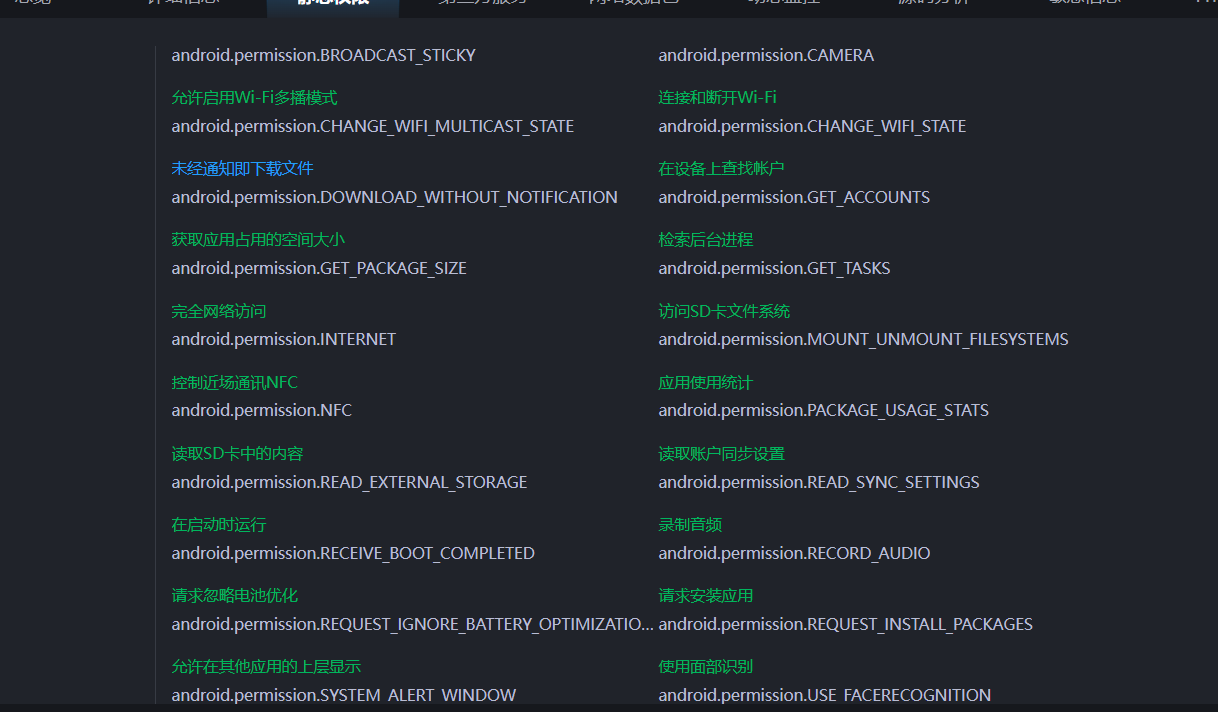 静态权限
android.permission.BROADCAST_STICKY
android.permission.CAMERA
允许启用Wi-Fi多播模式
连接和断开Wi-Fi
android.permission.CHANGE_WIFI_MULTICAST_STATE
android.permission.CHANGE_WIFI_STATE
未经通知即下载文件
在设备上查找帐户
android.permission.DOWNLOAD_WITHOUT_NOTIFICATION
android.permission.GET_ACCOUNTS
获取应用占用的空间大小
检索后台进程
android.permission.GET_PACKAGE_SIZE
android.permission.GET_TASKS
完全网络访问
访问SD卡文件系统
android.permission.INTERNET
android.permission.MOUNT_UNMOUNT_FILESYSTEMS
控制近场通讯NFC
应用使用统计
android.permission.NFC
android.permission.PACKAGE_USAGE_STATS
读取SD卡中的内容
读取账户同步设置
android.permission.READ_EXTERNAL_STORAGE
android.permission.READ_SYNC_SETTINGS
在启动时运行
录制音频
android.permission.RECEIVE_BOOT_COMPLETED
android.permission.RECORD_AUDIO
请求忽略电池优化
请求安装应用
android.permission.REQUEST_IGNORE_BATTERY_OPTIMIZATIO...
android.permission.REQUEST_INSTALL_PACKAGES
允许在其他应用的上层显示
使用面部识别
android.permission.SYSTEM_ALERT_WINDOW
android.permission.USE_FACERECOGNITION